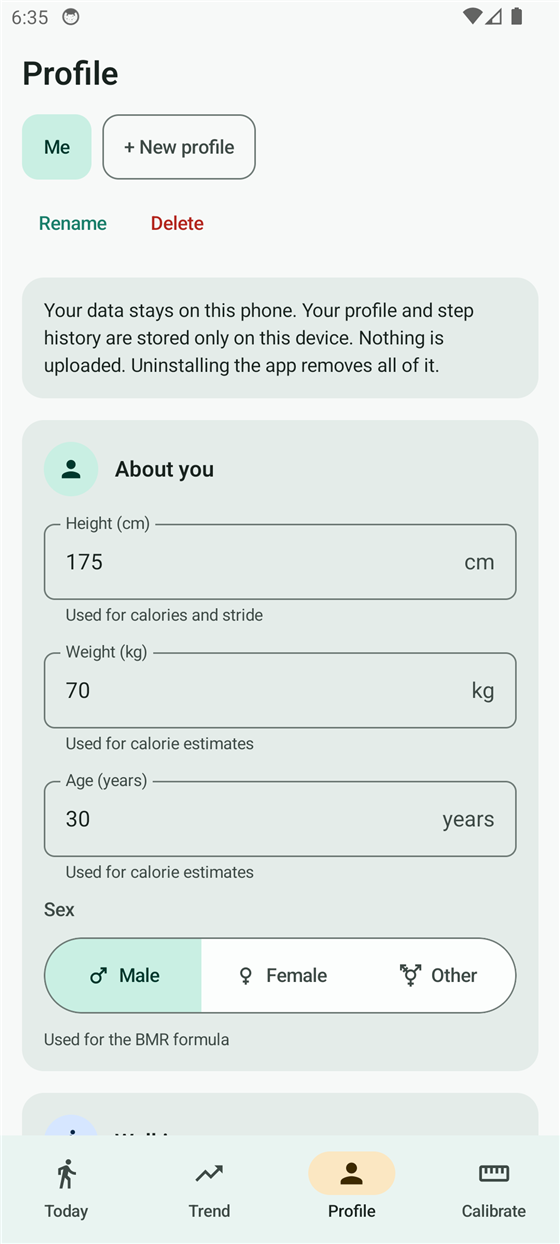 6:35
Profile
Me
+ New profile
Rename
Delete
Your data stays on this phone. Your profile and step
history are stored only on this device. Nothing is
uploaded. Uninstalling the app removes all of it.
About you
Height (cm)
175 cm
Used for calories and stride
Weight (kg)
70 kg
Used for calorie estimates
Age (years)
30 years
Used for calorie estimates
Sex
Male
Female
Other
Used for the BMR formula
Today
Trend
Profile
Calibrate